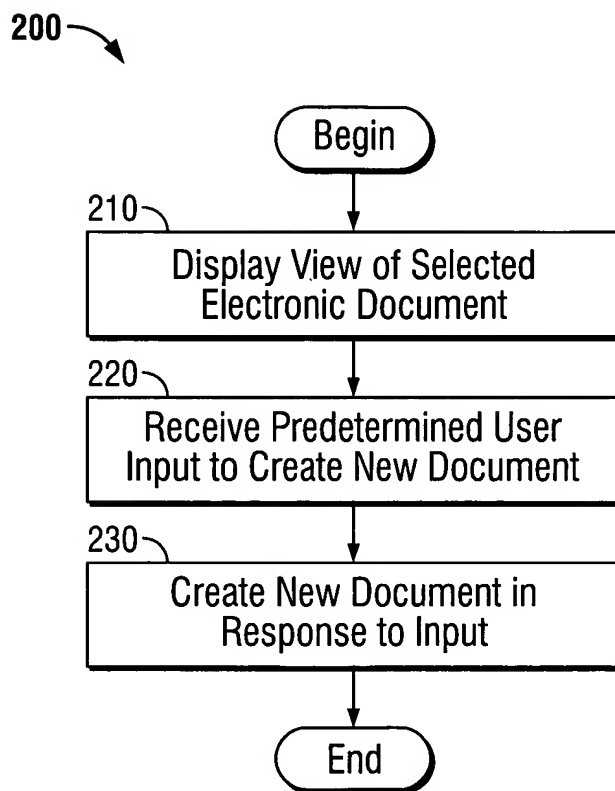 200
Begin
210
Display View of Selected
Electronic Document
220
Receive Predetermined User
Input to Create New Document
230
Create New Document in
Response to Input
End